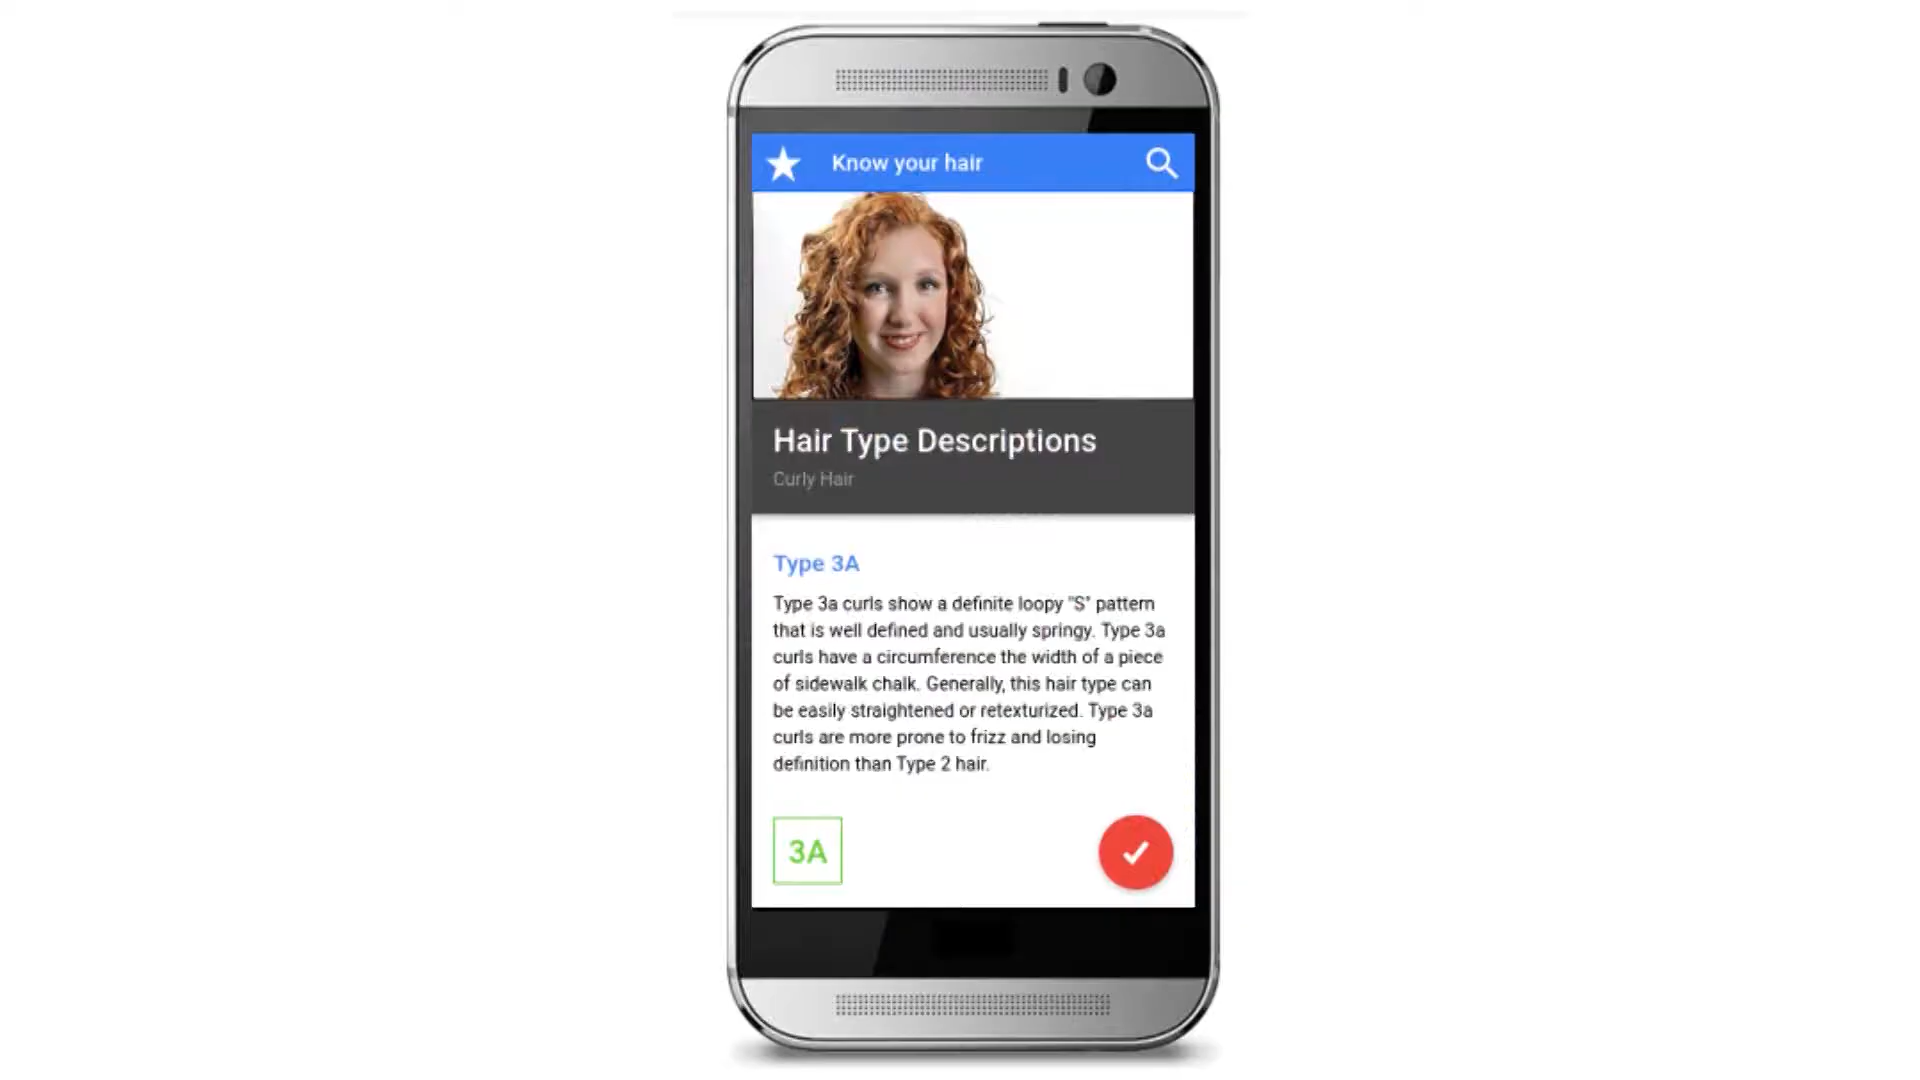 Know your hair
Hair Type Descriptions
Curly Hair
Type 3A
Type 3a curls show a definite loopy "S" pattern
that is well defined and usually springy. Type 3a
curls have a circumference the width of a piece
of sidewalk chalk. Generally, this hair type can
be easily straightened or retexturized. Type 3a
curls are more prone to frizz and losing
definition than Type 2 hair.
3A